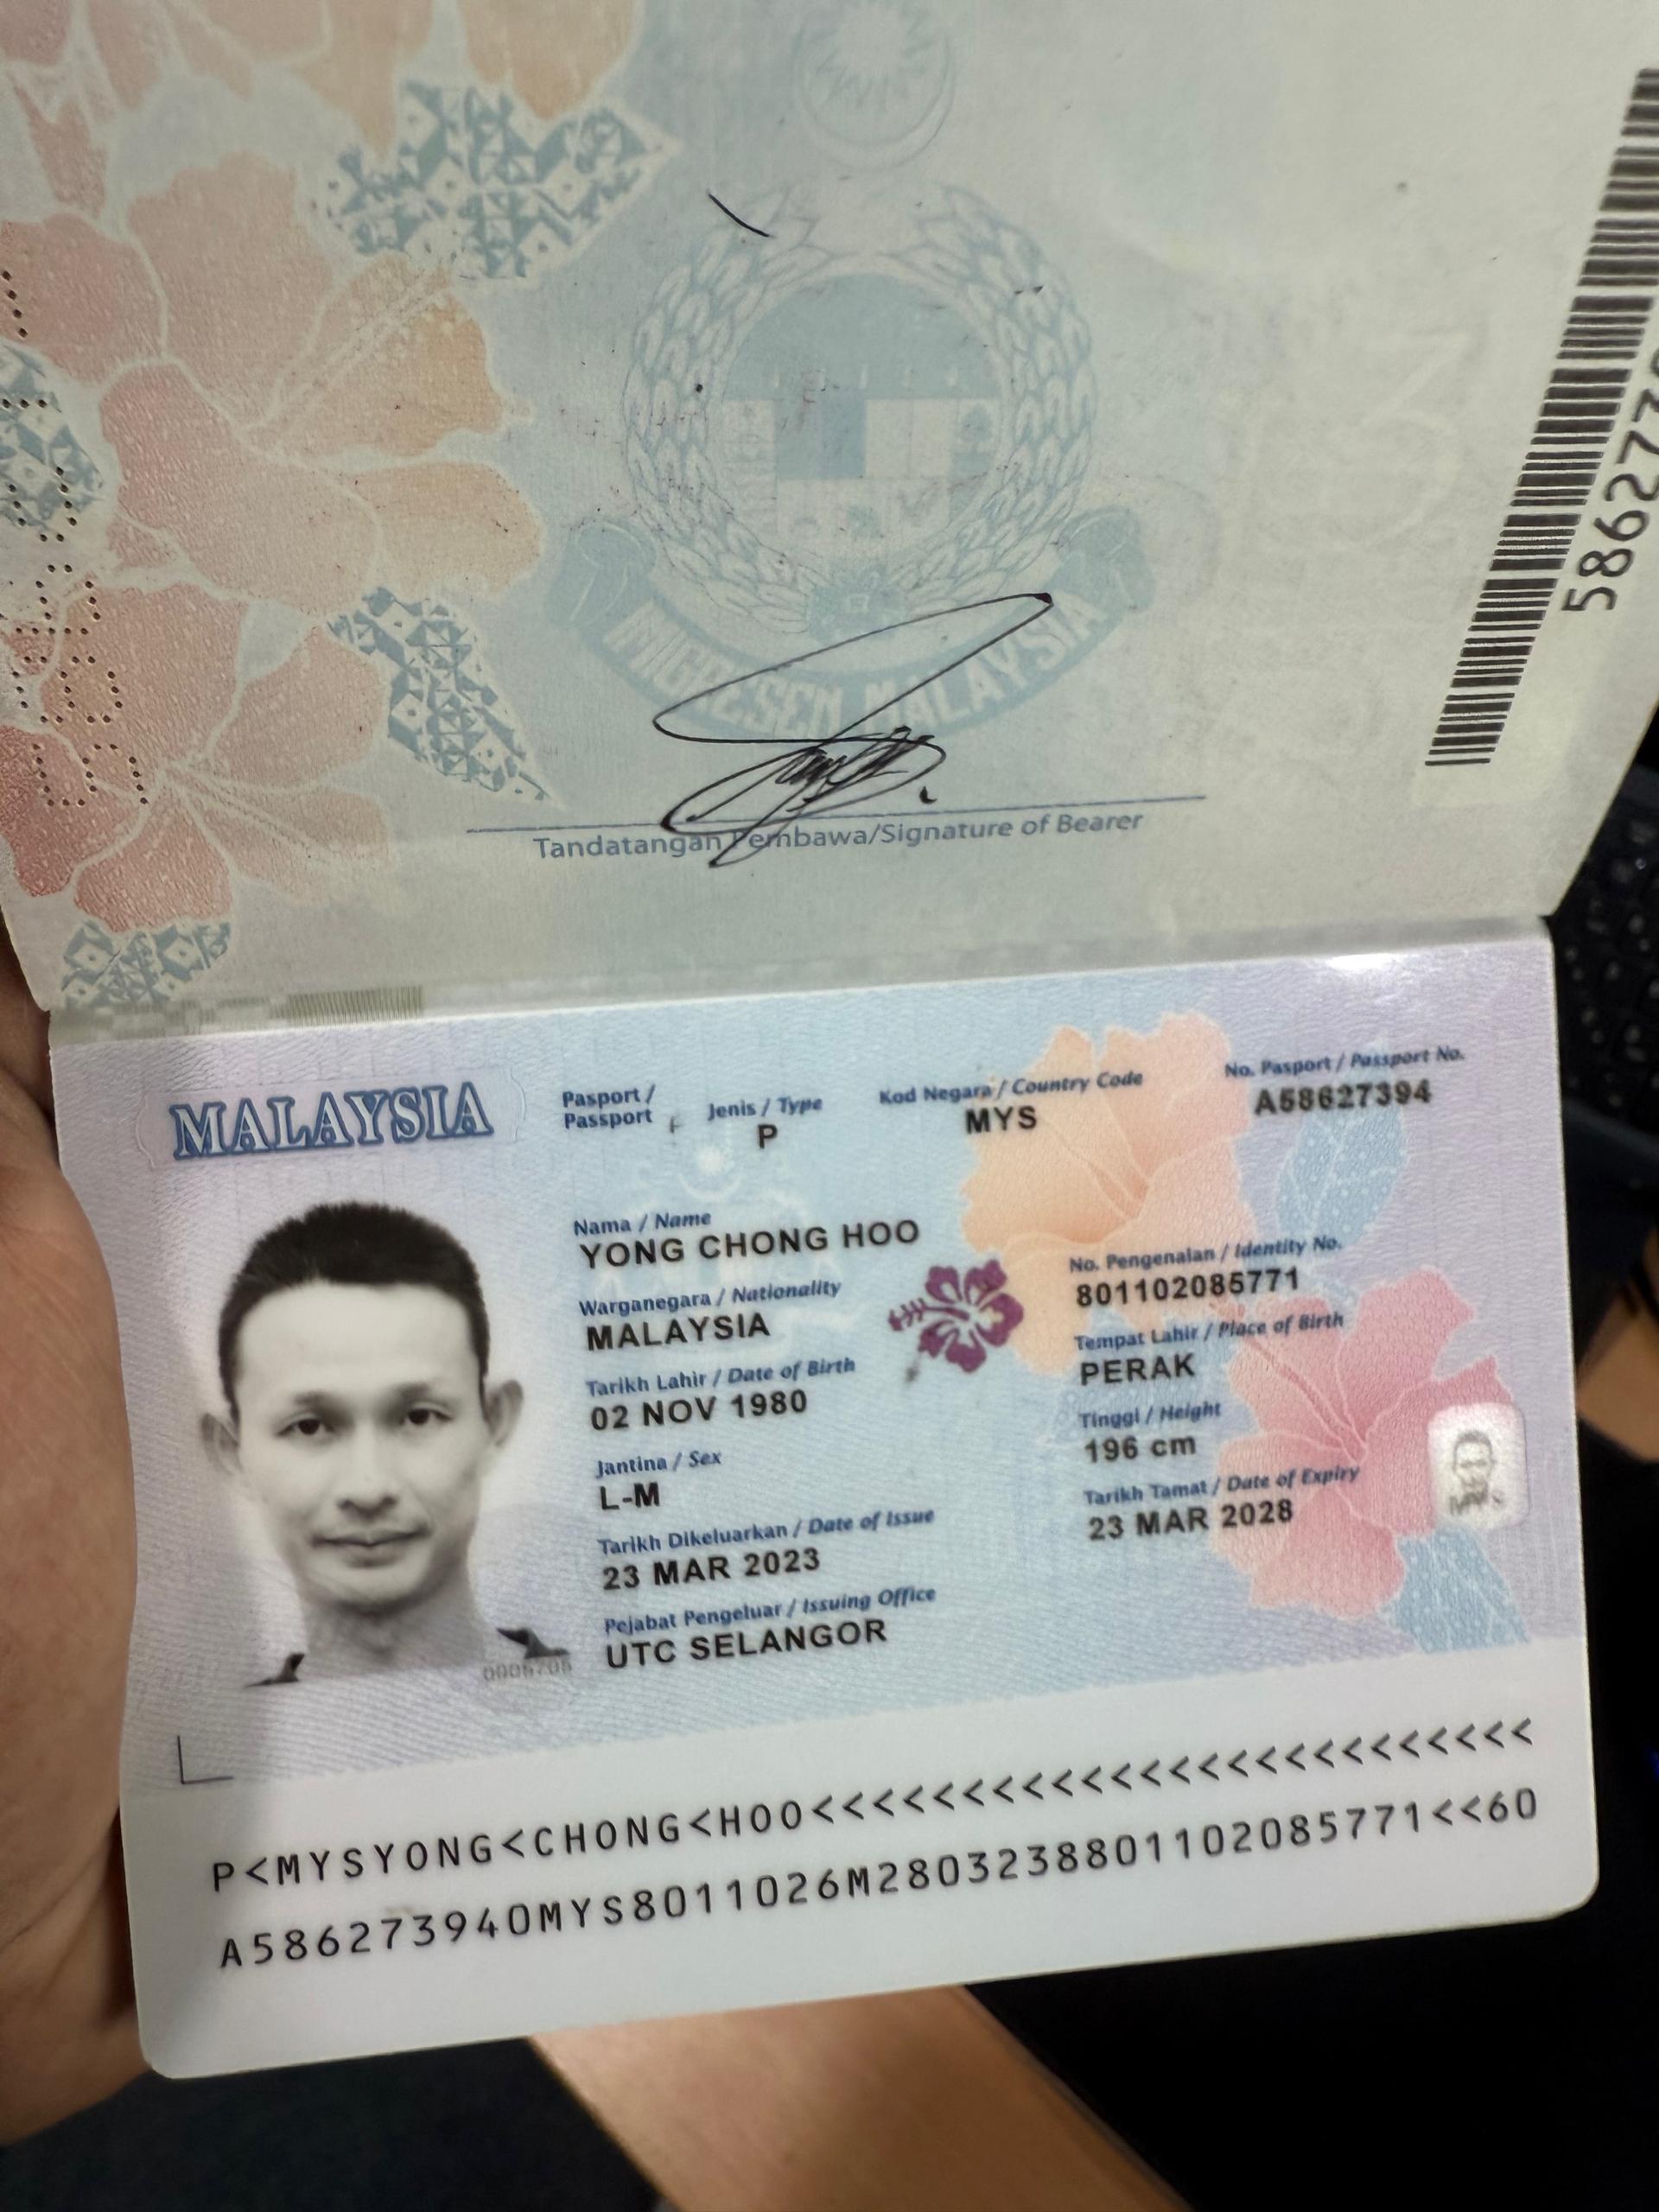 MIGRESEN MALAYSIA
Tandatangan Pembawa/Signature of Bearer
MALAYSIA
Pasport /
Passport
Jenis / Type
P
Kod Negara / Country Code
MYS
No. Pasport / Passport No.
A58627394
Nama / Name
YONG CHONG HOO
Warganegara / Nationality
MALAYSIA
Tarikh Lahir / Date of Birth
02 NOV 1980
Jantina / Sex
L-M
Tarikh Dikeluarkan / Date of Issue
23 MAR 2023
Pejabat Pengeluar / Issuing Office
UTC SELANGOR
No. Pengenalan / Identity No.
801102085771
Tempat Lahir / Place of Birth
PERAK
Tinggi / Height
196 cm
Tarikh Tamat / Date of Expiry
23 MAR 2028
P<MYSYONG<CHONG<HOO<<<<<<<<<<<<<<<<<<<<<<<<<
A586273940MYS8011026M2803238801102085771<<60